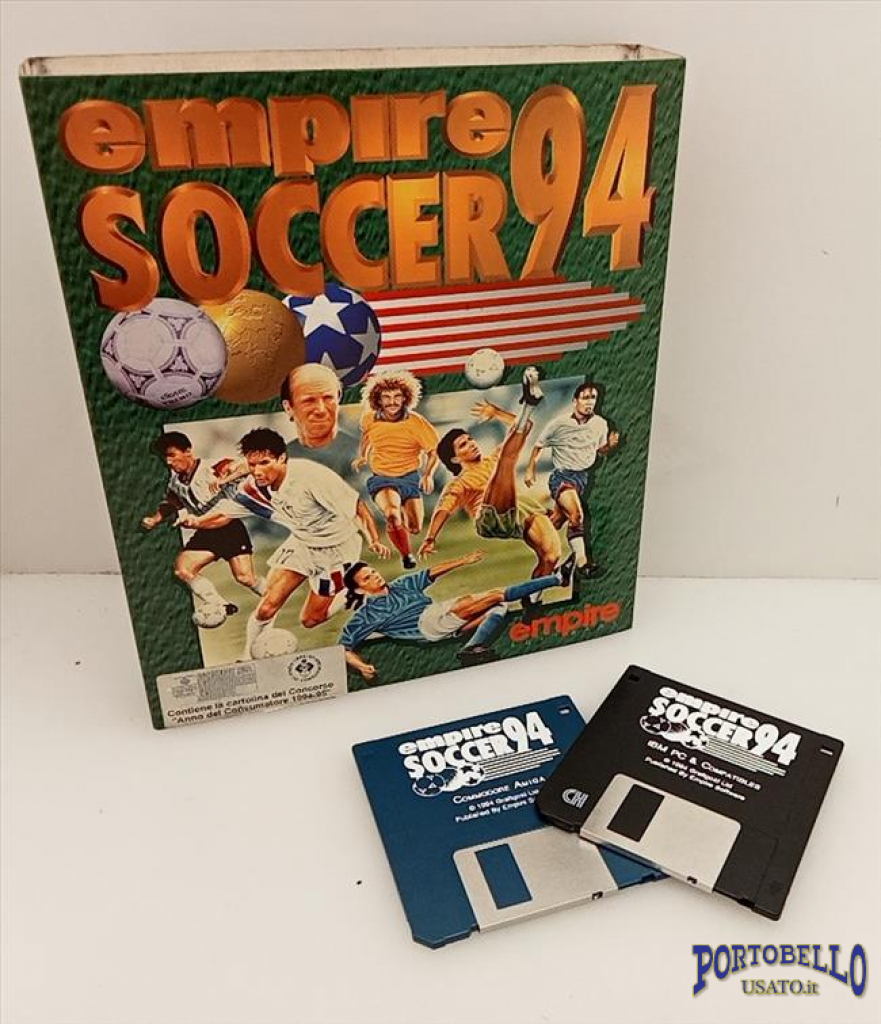 empire
SOCCER 94
empire
Contiene la cartolina del Concorso
"Anno del Consumatore 1994-95"
empire
SOCCER 94
COMMODORE AMIGA
© 1994 Graftgold Ltd
Published By Empire
empire
SOCCER 94
IBM PC & COMPATIBLES
© 1994 Graftgold Ltd
Published By Empire Software
PORTOBELLO
USATO.it